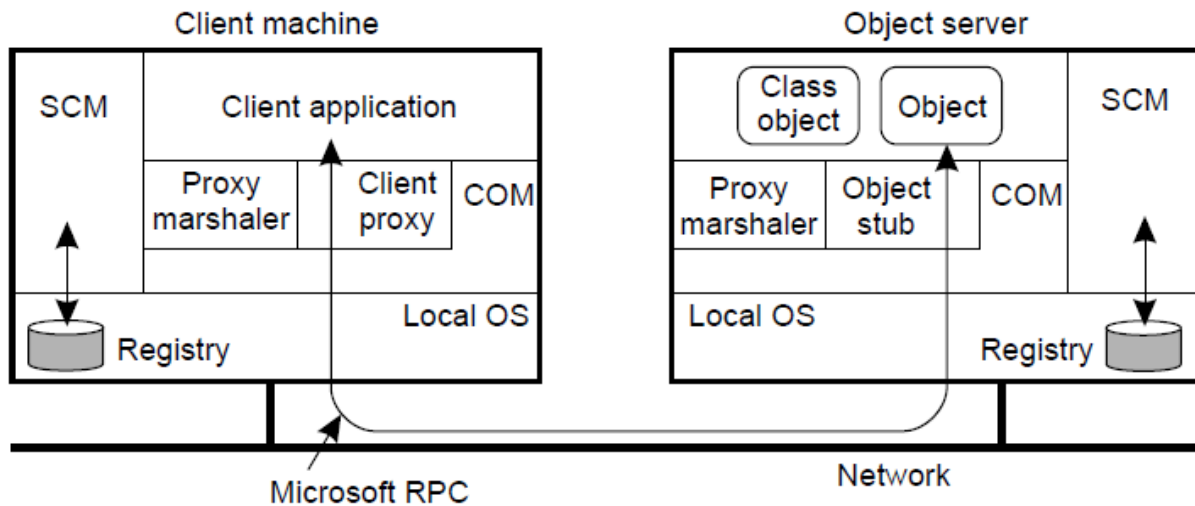 Client machine
Object server
SCM
Client application
Class
object
Object
SCM
Proxy
marshaler
Client
proxy
COM
Proxy
marshaler
Object
stub
COM
Local OS
Registry
Local OS
Registry
Microsoft RPC
Network